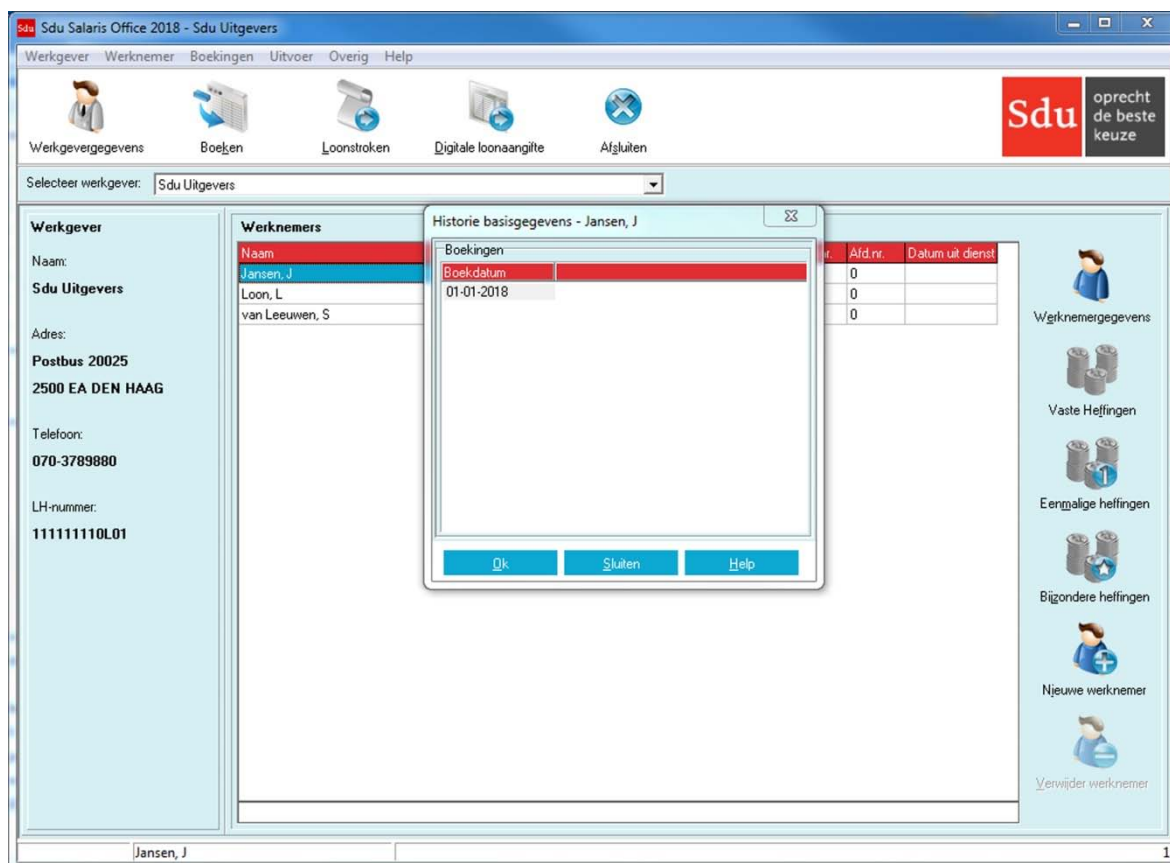 Sdu Sdu Salaris Office 2018 - Sdu Uitgevers
Werkgever Werknemer Boekingen Uitvoer Overig Help
Werkgevergegevens Boeken Loonstroken Digitale loonaangifte Afsluiten
Sdu oprecht
de beste
keuze
Selecteer werkgever: Sdu Uitgevers
Werkgever
Naam:
Sdu Uitgevers
Adres:
Postbus 20025
2500 EA DEN HAAG
Telefoon:
070-3789880
LH-nummer:
111111110L01
Werknemers
Naam r. Afd.nr. Datum uit dienst
Jansen, J 0
Loon, L 0
van Leeuwen, S 0
Historie basisgegevens - Jansen, J
Boekingen
Boekdatum
01-01-2018
Ok Sluiten Help
Werknemergegevens
Vaste Heffingen
1
Eenmalige heffingen
Bijzondere heffingen
Nieuwe werknemer
Verwijder werknemer
Jansen, J 1